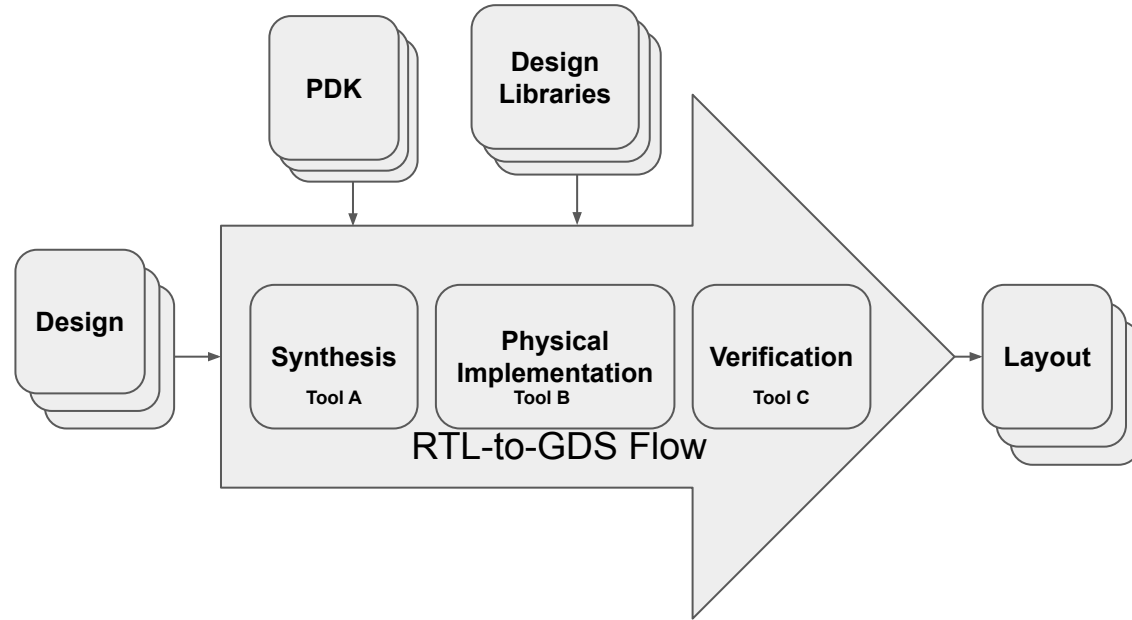 PDK
Design
Libraries
Design
Synthesis
Tool A
Physical
Implementation
Tool B
Verification
Tool C
Layout
RTL-to-GDS Flow